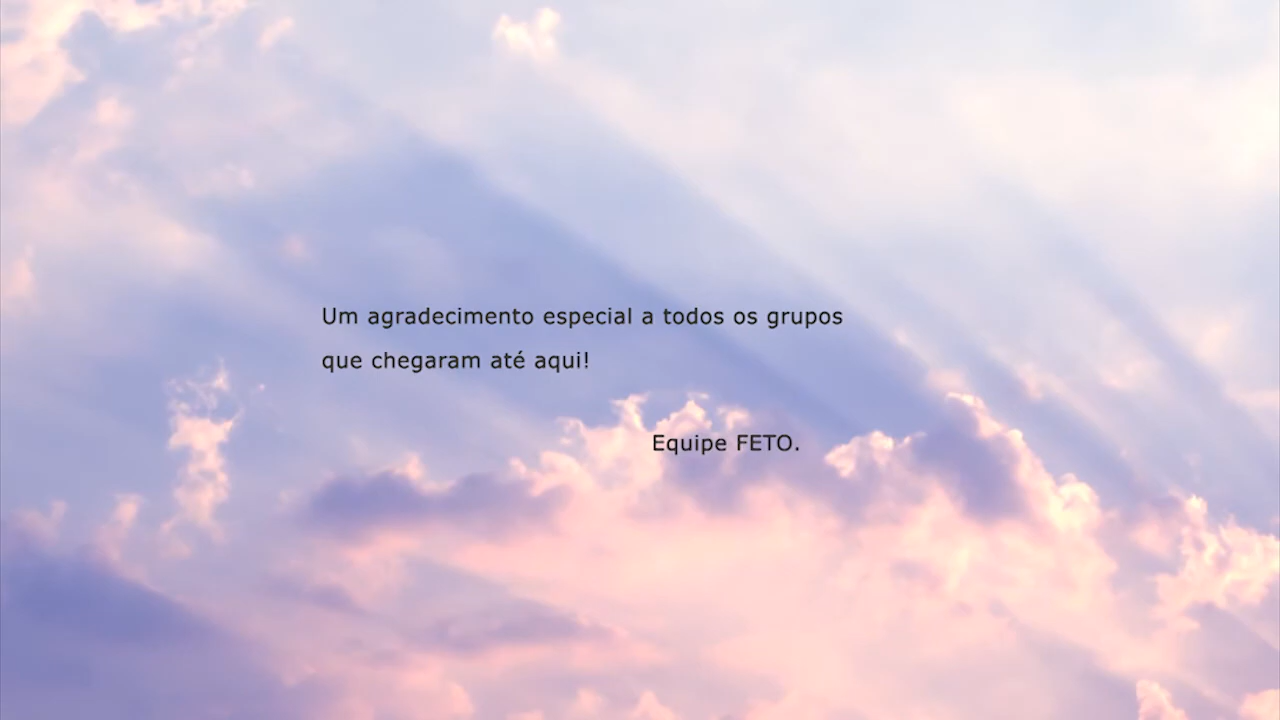 Um agradecimento especial a todos os grupos
que chegaram até aqui!
Equipe FETO.